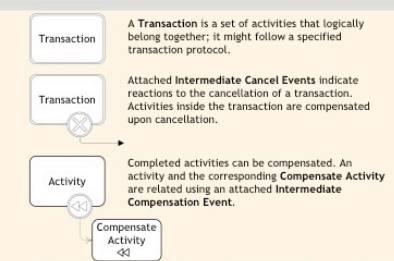 Transaction
A Transaction is a set of activities that logically
belong together; it might follow a specified
transaction protocol.
Transaction
Attached Intermediate Cancel Events indicate
reactions to the cancellation of a transaction.
Activities inside the transaction are compensated
upon cancellation.
Activity
Completed activities can be compensated. An
activity and the corresponding Compensate Activity
are related using an attached Intermediate
Compensation Event.
Compensate
Activity